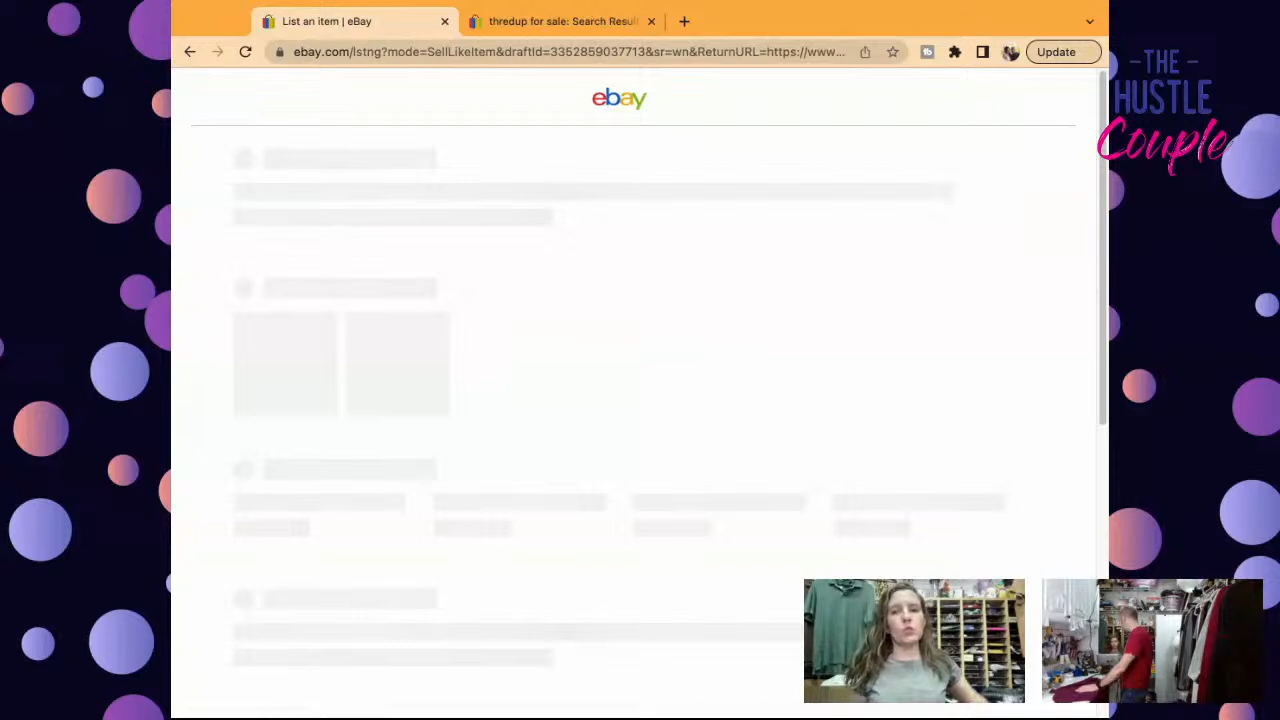 List an item | eBay
thredup for sale: Search Resul
ebay.com/lstng?mode=SellLikeItem&draftId=3352859037713&sr=wn&ReturnURL=https://www...
Update
ebay
-THE-
HUSTLE
Couple